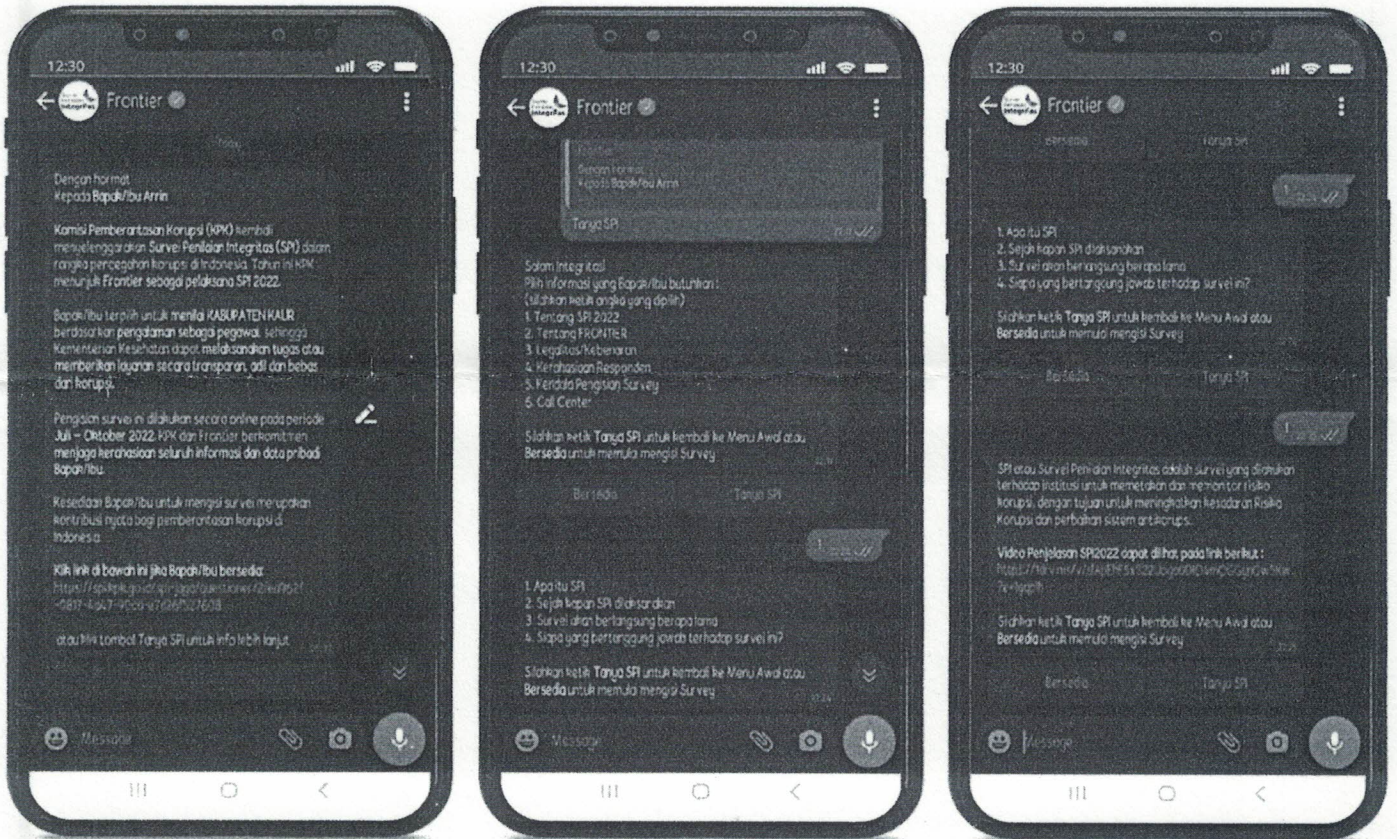 12:30
Frontier
Dengan hormat
Kepada Bapak/Ibu Arrin
Komisi Pemberantasan Korupsi (KPK) kembali
menyelenggarakan Survei Penilaian Integritas (SPI) dalam
rangka pencegahan korupsi di Indonesia. Tahun ini KPK
menunjuk Frontier sebagai pelaksana SPI 2022.
Bapak/Ibu terpilih untuk menilai KABUPATEN KAUR
berdasarkan pengalaman sebagai pegawai, sehingga
Kementerian Kesehatan dapat melaksanakan tugas atau
memberikan layanan secara transparan, adil dan bebas
dari korupsi.
Pengisian survei ini dilakukan secara online pada periode
Juli – Oktober 2022. KPK dan Frontier berkomitmen
menjaga kerahasiaan seluruh informasi dan data pribadi
Bapak/Ibu.
Kesediaan Bapak/Ibu untuk mengisi survei merupakan
kontribusi nyata bagi pemberantasan korupsi di
Indonesia
Klik link di bawah ini jika Bapak/Ibu bersedia:
atau klik tombol Tanya SPI untuk info lebih lanjut
Message
12:30
Frontier
Dengan hormat
Kepada Bapak/Ibu Arrin
Tanya SPI
Salam Integritas!
Pilih informasi yang Bapak/Ibu butuhkan :
(silahkan ketik angka yang dipilih)
1. Tentang SPI 2022
2. Tentang FRONTIER
3. Legalitas/Kebenaran
4. Kerahasiaan Responden
5. Kendala Pengisian Survey
6. Call Center
Silahkan ketik Tanya SPI untuk kembali ke Menu Awal atau
Bersedia untuk memulai mengisi Survey
Bersedia Tanya SPI
1
1. Apa itu SPI
2. Sejak kapan SPI dilaksanakan
3. Survei akan berlangsung berapa lama
4. Siapa yang bertanggung jawab terhadap survei ini?
Silahkan ketik Tanya SPI untuk kembali ke Menu Awal atau
Bersedia untuk memulai mengisi Survey
Message
12:30
Frontier
Bersedia Tanya SPI
1
1. Apa itu SPI
2. Sejak kapan SPI dilaksanakan
3. Survei akan berlangsung berapa lama
4. Siapa yang bertanggung jawab terhadap survei ini?
Silahkan ketik Tanya SPI untuk kembali ke Menu Awal atau
Bersedia untuk memulai mengisi Survey
Bersedia Tanya SPI
1
SPI atau Survei Penilaian Integritas adalah survei yang dilakukan
terhadap institusi untuk memetakan dan memonitor risiko
korupsi, dengan tujuan untuk meningkatkan kesadaran Risiko
Korupsi dan perbaikan sistem antikorupsi.
Video Penjelasan SPI2022 dapat dilihat pada link berikut :
Silahkan ketik Tanya SPI untuk kembali ke Menu Awal atau
Bersedia untuk memulai mengisi Survey
Bersedia Tanya SPI
Message